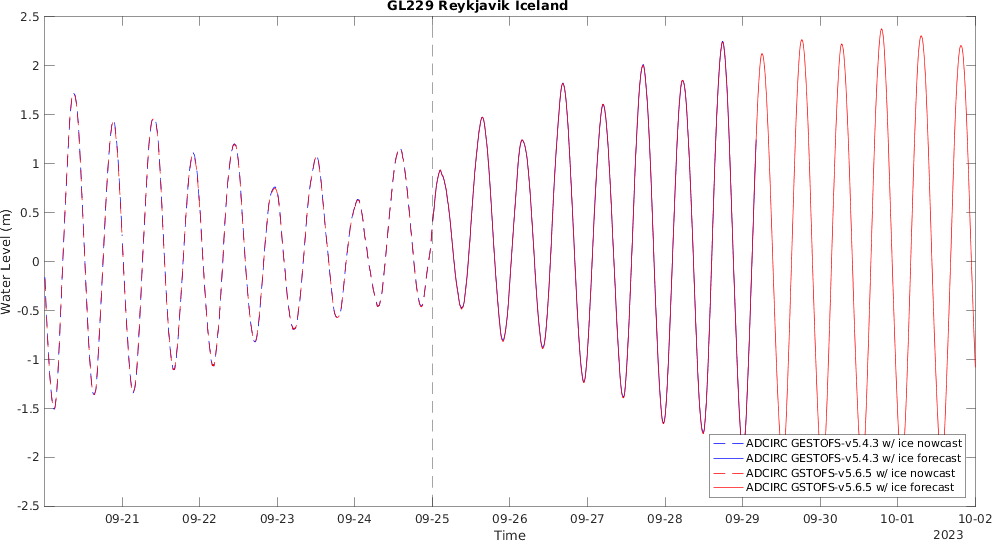 GL229 Reykjavik Iceland
2.5
2
1.5
1
0.5
0
-0.5
-1
-1.5
-2
-2.5
Water Level (m)
ADCIRC GESTOFS-v5.4.3 w/ ice nowcast
ADCIRC GESTOFS-v5.4.3 w/ ice forecast
ADCIRC GSTOFS-v5.6.5 w/ ice nowcast
ADCIRC GSTOFS-v5.6.5 w/ ice forecast
09-21 09-22 09-23 09-24 09-25 09-26 09-27 09-28 09-29 09-30 10-01 10-02
Time
2023